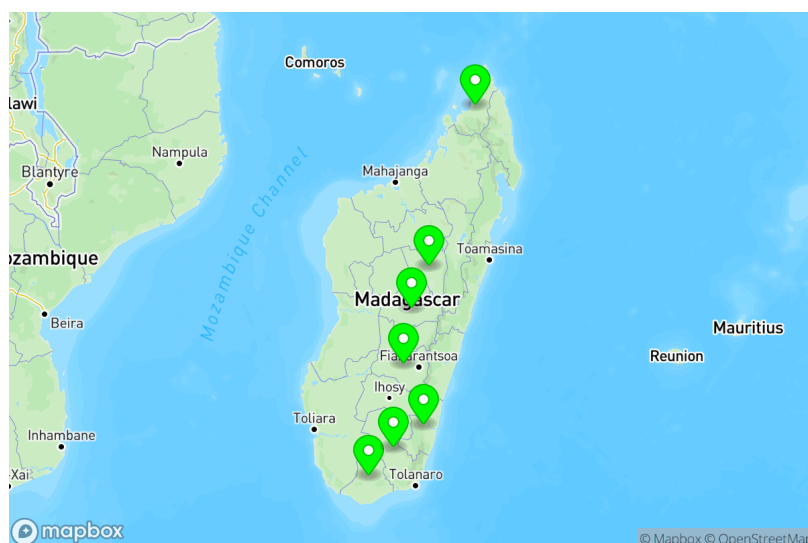 Comoros
lawi
Nampula
Blantyre
Mahajanga
Mozambique Channel
Toamasina
ozambique
Madagascar
Beira
Mauritius
Reunion
Fianarantsoa
Ihosy
Toliara
Inhambane
-Xai
Tolanaro
mapbox
© Mapbox © OpenStreetMap